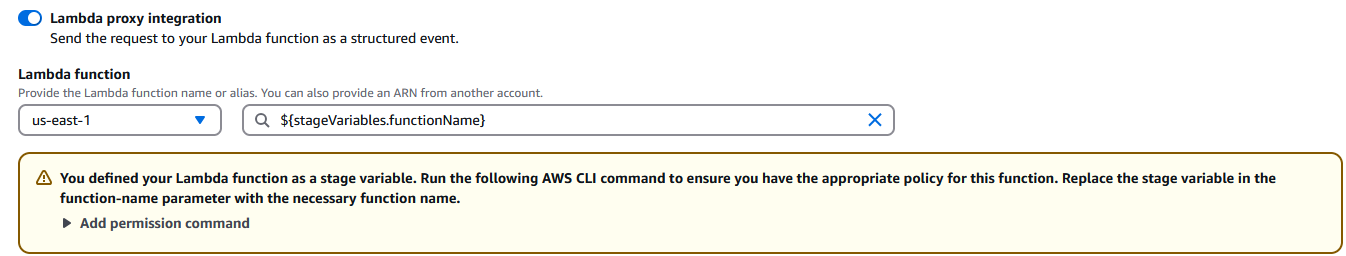 Lambda proxy integration
Send the request to your Lambda function as a structured event.
Lambda function
Provide the Lambda function name or alias. You can also provide an ARN from another account.
us-east-1
${stageVariables.functionName}
You defined your Lambda function as a stage variable. Run the following AWS CLI command to ensure you have the appropriate policy for this function. Replace the stage variable in the
function-name parameter with the necessary function name.
Add permission command